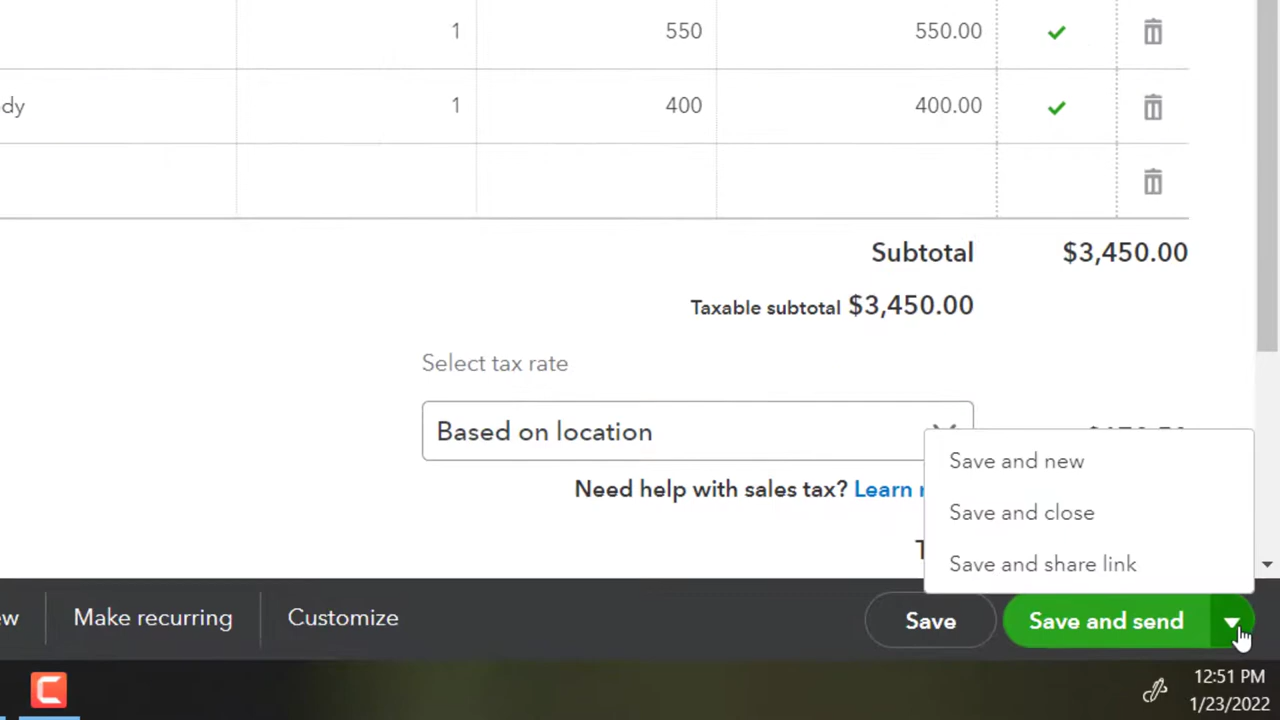 1 550 550.00
ody 1 400 400.00
Subtotal $3,450.00
Taxable subtotal $3,450.00
Select tax rate
Based on location
Need help with sales tax? Learn
Save and new
Save and close
Save and share link
Make recurring Customize Save Save and send
12:51 PM
1/23/2022